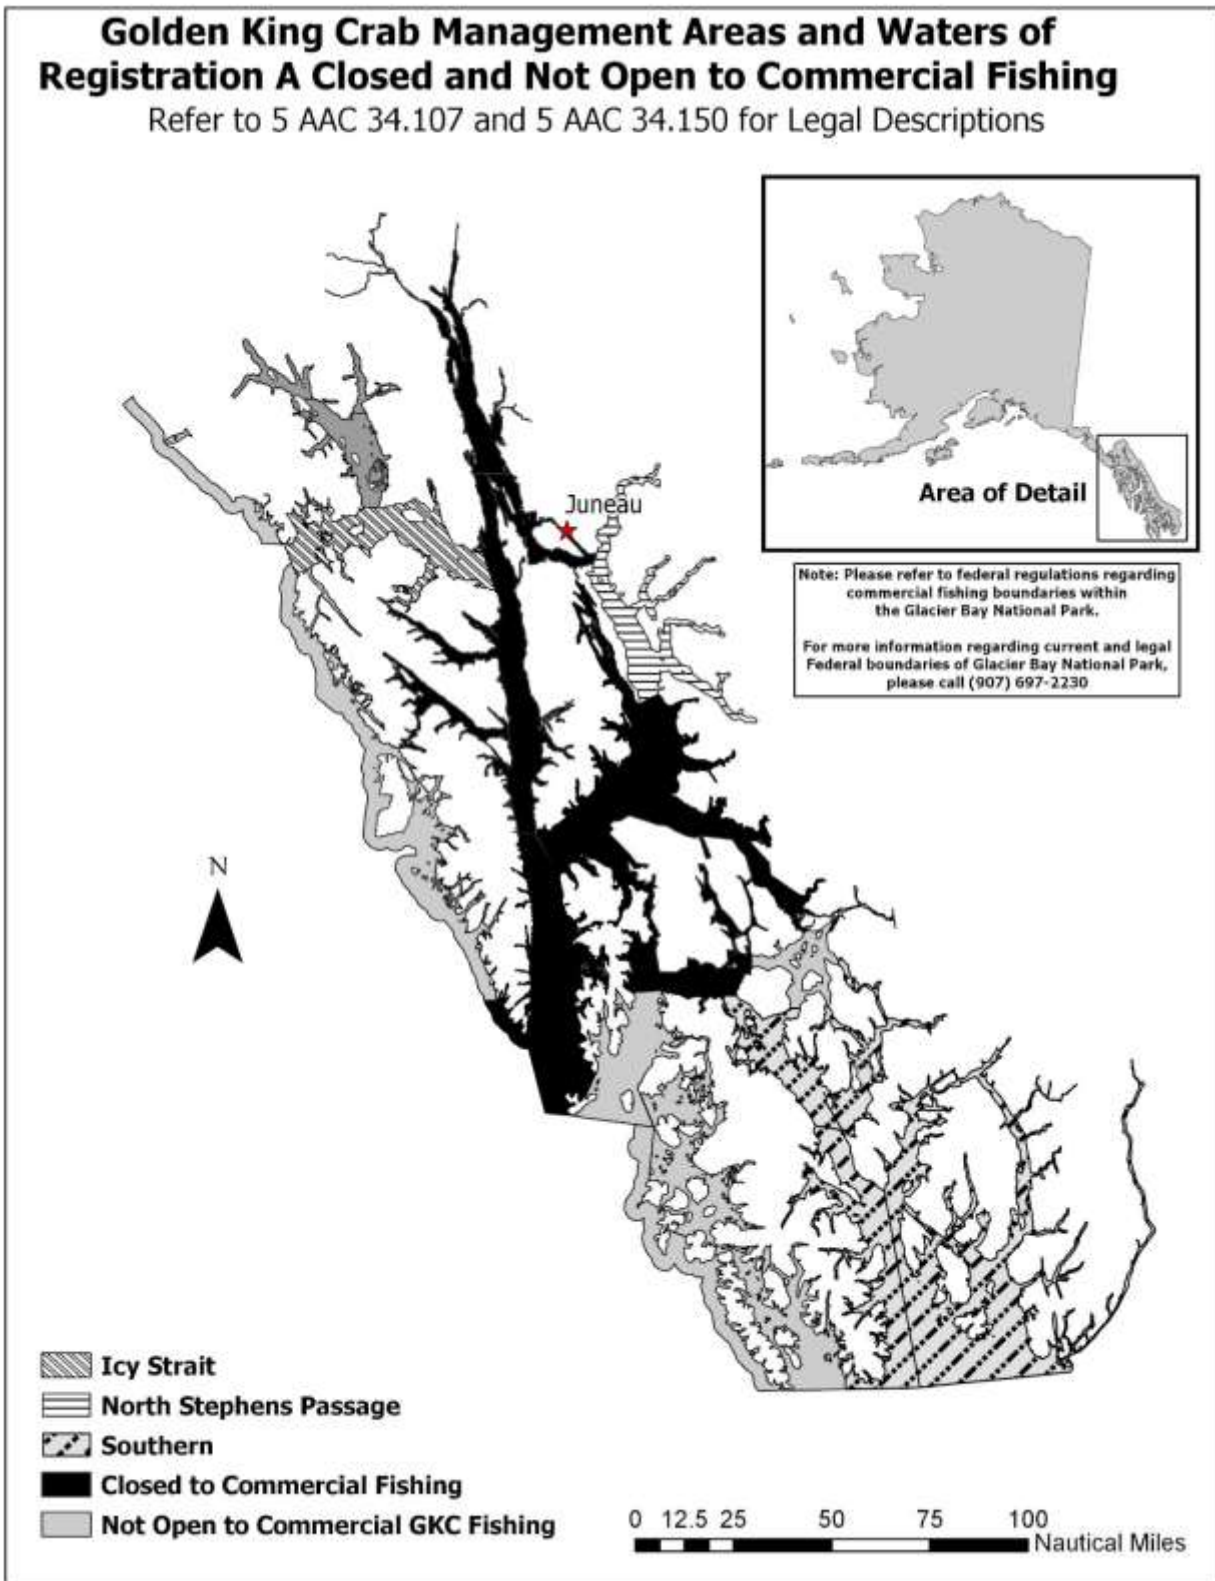 Golden King Crab Management Areas and Waters of
Registration A Closed and Not Open to Commercial Fishing
Refer to 5 AAC 34.107 and 5 AAC 34.150 for Legal Descriptions
Juneau
Area of Detail
Note: Please refer to federal regulations regarding
commercial fishing boundaries within
the Glacier Bay National Park.
For more information regarding current and legal
Federal boundaries of Glacier Bay National Park,
please call (907) 697-2230
N
Icy Strait
North Stephens Passage
Southern
Closed to Commercial Fishing
Not Open to Commercial GKC Fishing
0 12.5 25 50 75 100
Nautical Miles